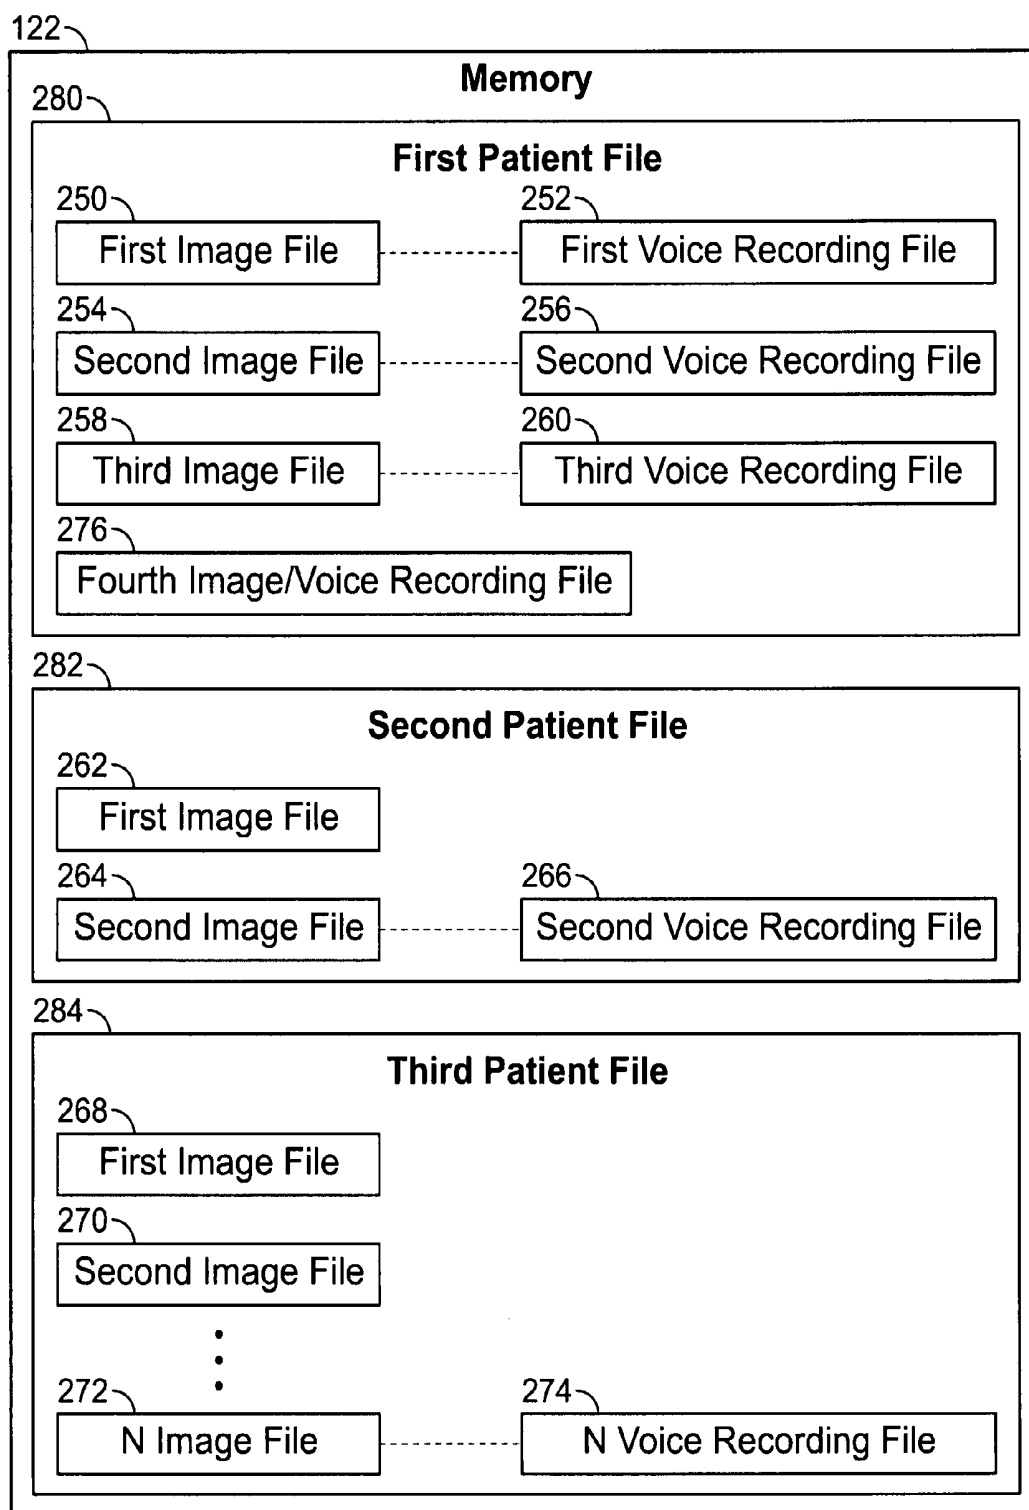 122
Memory
280
First Patient File
250 252
First Image File First Voice Recording File
254 256
Second Image File Second Voice Recording File
258 260
Third Image File Third Voice Recording File
276
Fourth Image/Voice Recording File
282
Second Patient File
262
First Image File
264 266
Second Image File Second Voice Recording File
284
Third Patient File
268
First Image File
270
Second Image File
272 274
N Image File N Voice Recording File